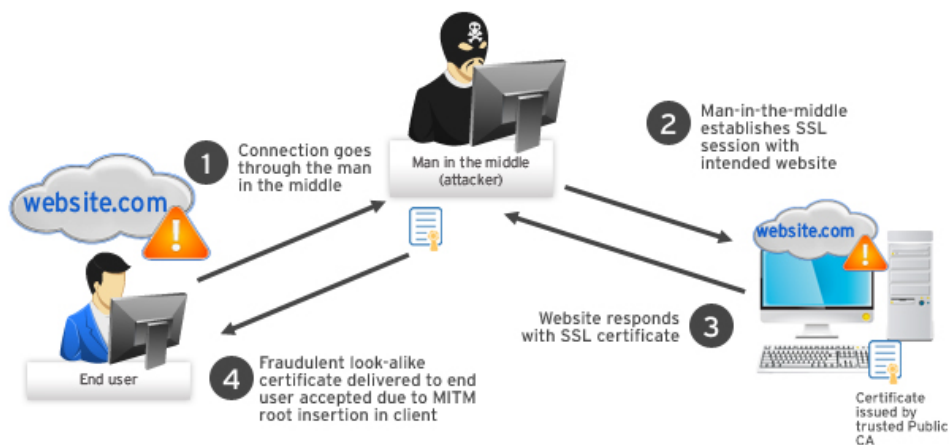 1
Connection goes
through the man
in the middle
Man in the middle
(attacker)
2
Man-in-the-middle
establishes SSL
session with
intended website
website.com
website.com
End user
4
Fraudulent look-alike
certificate delivered to end
user accepted due to MITM
root insertion in client
Website responds
with SSL certificate
3
Certificate
issued by
trusted Public
CA